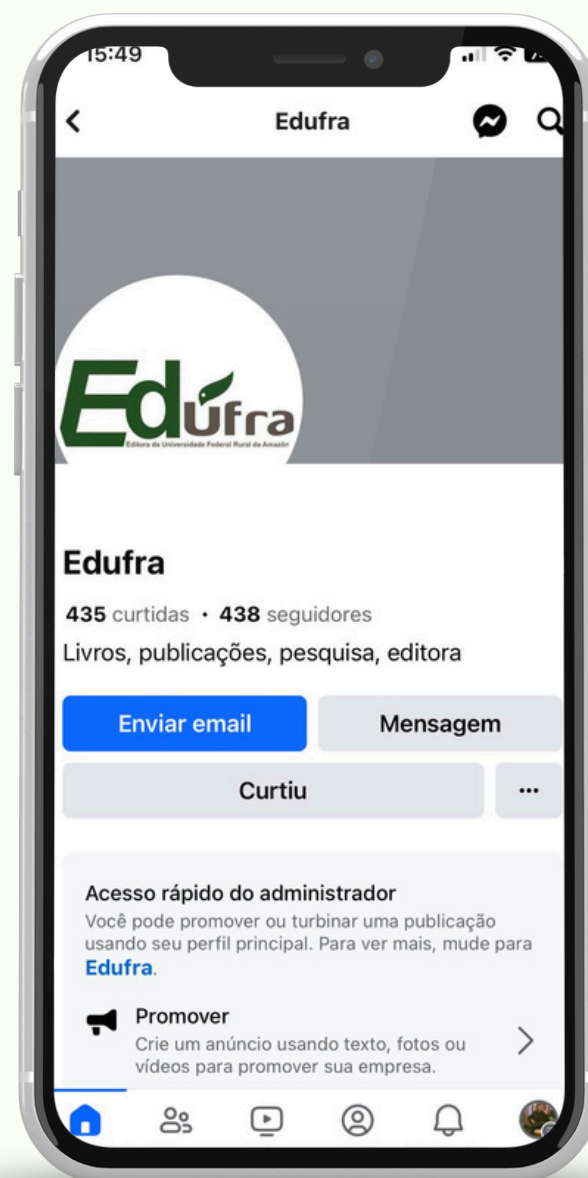 15:49
Edufra
Edufra
Editora da Universidade Federal Rural da Amazôn
Edufra
435 curtidas · 438 seguidores
Livros, publicações, pesquisa, editora
Enviar email
Mensagem
Curtiu
Acesso rápido do administrador
Você pode promover ou turbinar uma publicação
usando seu perfil principal. Para ver mais, mude para
Edufra.
Promover
Crie um anúncio usando texto, fotos ou
vídeos para promover sua empresa.